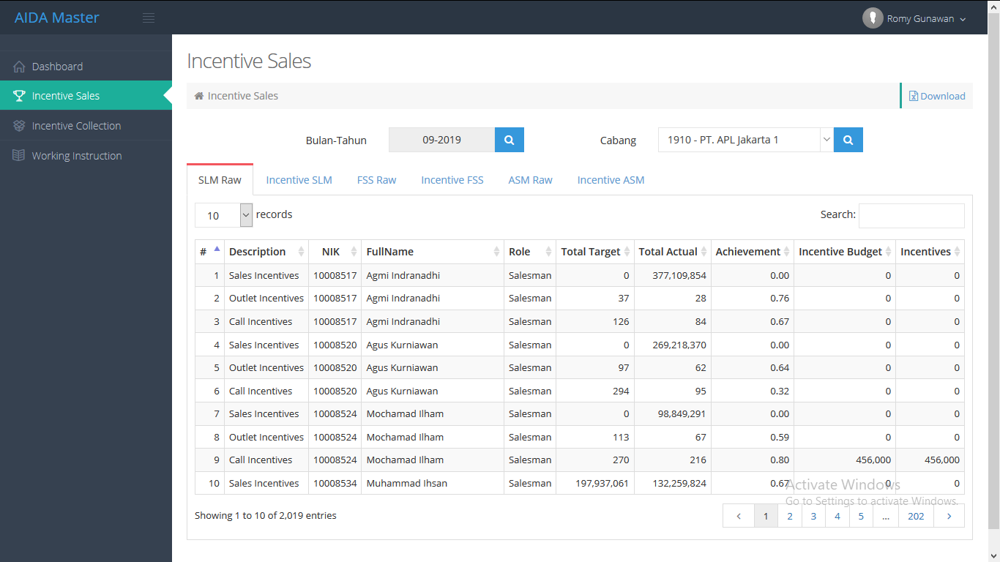 AIDA Master
Romy Gunawan
Dashboard
Incentive Sales
Incentive Collection
Working Instruction
Incentive Sales
Incentive Sales
Download
Bulan-Tahun 09-2019 Cabang 1910 - PT. APL Jakarta 1
SLM Raw Incentive SLM FSS Raw Incentive FSS ASM Raw Incentive ASM
10 records Search:
# Description NIK FullName Role Total Target Total Actual Achievement Incentive Budget Incentives
1 Sales Incentives 10008517 Agmi Indranadhi Salesman 0 377,109,854 0.00 0 0
2 Outlet Incentives 10008517 Agmi Indranadhi Salesman 37 28 0.76 0 0
3 Call Incentives 10008517 Agmi Indranadhi Salesman 126 84 0.67 0 0
4 Sales Incentives 10008520 Agus Kurniawan Salesman 0 269,218,370 0.00 0 0
5 Outlet Incentives 10008520 Agus Kurniawan Salesman 97 62 0.64 0 0
6 Call Incentives 10008520 Agus Kurniawan Salesman 294 95 0.32 0 0
7 Sales Incentives 10008524 Mochamad Ilham Salesman 0 98,849,291 0.00 0 0
8 Outlet Incentives 10008524 Mochamad Ilham Salesman 113 67 0.59 0 0
9 Call Incentives 10008524 Mochamad Ilham Salesman 270 216 0.80 456,000 456,000
10 Sales Incentives 10008534 Muhammad Ihsan Salesman 197,937,061 132,259,824 0.67 0 0
Activate Windows
Go to Settings to activate Windows.
Showing 1 to 10 of 2,019 entries
1 2 3 4 5 ... 202